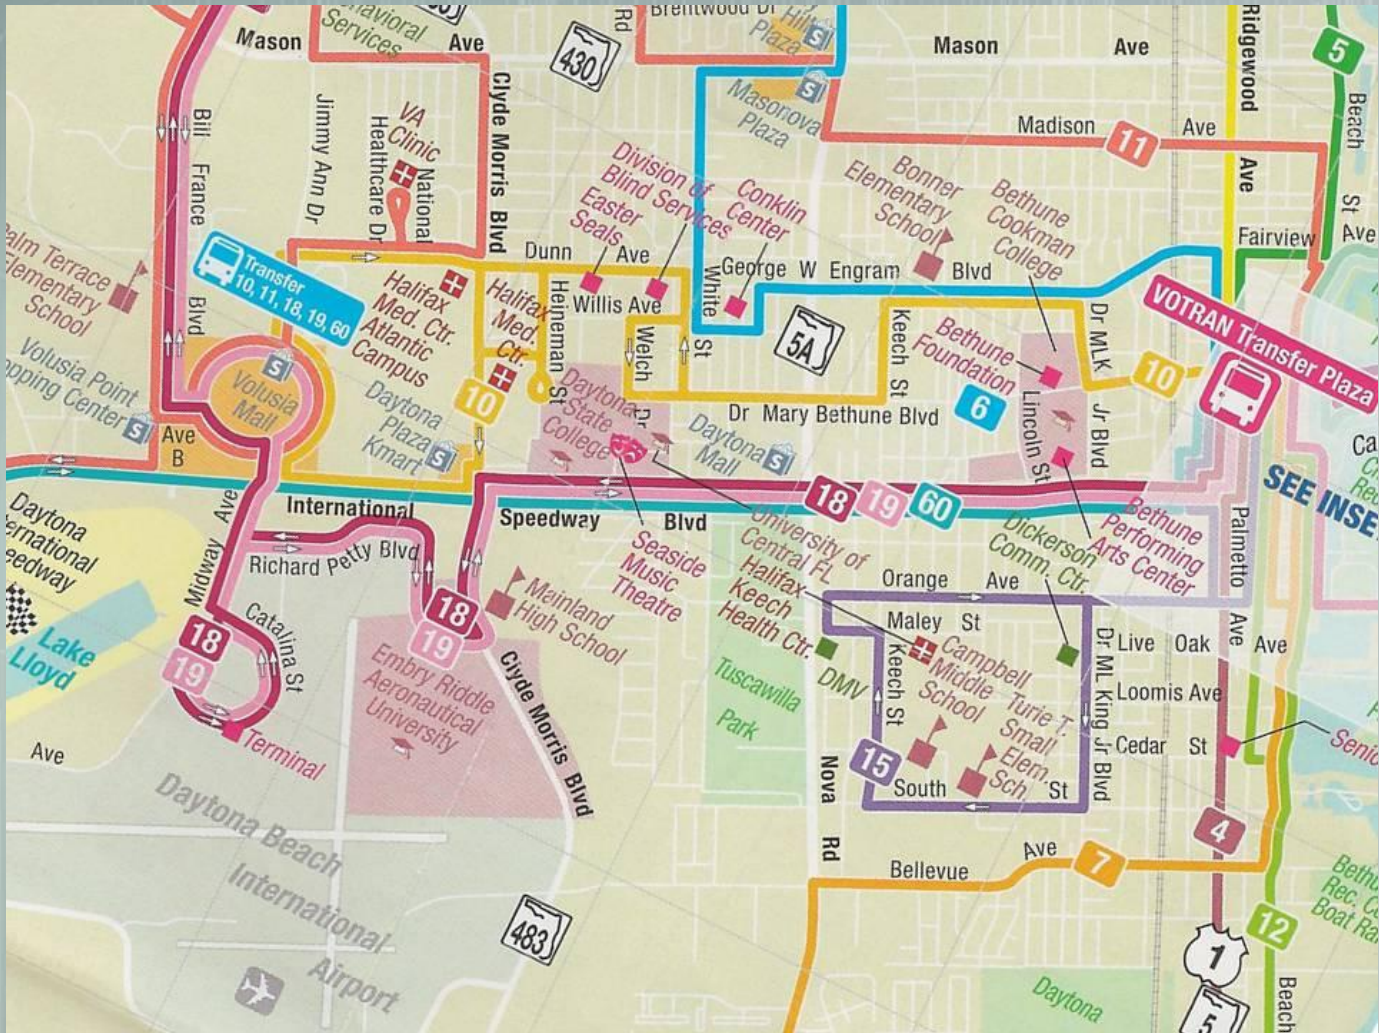 Behavioral
Services
Mason
Ave
430
Rd
Brentwood Dr
Hill
Plaza
S
Mason
Ave
Ridgewood
Ave
5
Beach
St
Bill
France
Blvd
Jimmy Ann Dr
VA
Clinic
Healthcare Dr
National
Clyde Morris Blvd
Masonova
Plaza
S
Madison
11
Ave
Division of
Blind Services
Easter
Seals
Conklin
Center
Bonner
Elementary
School
Bethune
Cookman
College
Fairview
Ave
Palm Terrace
Elementary
School
Transfer
10, 11, 18, 19, 60
Dunn
Ave
Willis Ave
Halifax
Med. Ctr.
Atlantic
Campus
Halifax
Med.
Ctr.
Heineman
St
Welch
Dr
White
St
George W Engram
Blvd
5A
Keech St
Bethune
Foundation
6
Dr MLK
Jr Blvd
10
Lincoln St
VOTRAN Transfer Plaza
Volusia Point
Shopping Center
S
S
Volusia
Mall
Ave
B
Daytona
Plaza
Kmart
S
10
Daytona
State
College
Dr Mary Bethune Blvd
Daytona
Mall
S
SEE INSE
International
Speedway
Blvd
18
19
60
Daytona
International
Speedway
Lake
Lloyd
Midway Ave
Richard Petty Blvd
18
19
Mainland
High School
Seaside
Music
Theatre
University of
Central FL
Halifax
Keech
Health Ctr.
Dickerson
Comm. Ctr.
Bethune
Performing
Arts Center
Palmetto
Ave
Orange
Ave
Maley
St
Live
Oak
Ave
18
19
Catalina St
Terminal
Ave
Embry Riddle
Aeronautical
University
Clyde Morris Blvd
Tuscawilla
Park
DMV
Keech St
Campbell
Middle
School
Turie T.
Small
Elem.
Sch
Dr ML King Jr Blvd
Loomis Ave
Cedar
St
15
South
St
Nova
Rd
4
Bellevue
Ave
7
Daytona Beach
International
Airport
483
12
1
5
Beach
Daytona
Rec.
Boat